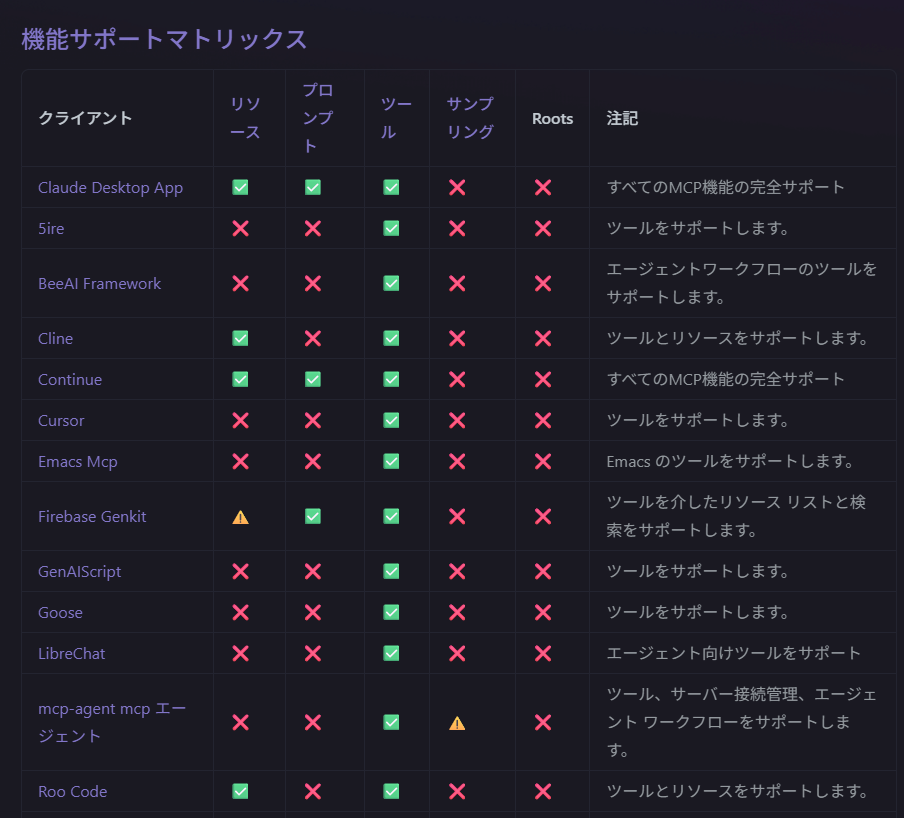 機能サポートマトリックス
クライアント
リソ
ース
プロ
ンプ
ト
ツー
ル
サンプ
リング
Roots
注記
Claude Desktop App ✅ ✅ ✅ ❌ ❌ すべてのMCP機能の完全サポート
5ire ❌ ❌ ✅ ❌ ❌ ツールをサポートします。
BeeAI Framework ❌ ❌ ✅ ❌ ❌ エージェントワークフローのツールを
サポートします。
Cline ✅ ❌ ✅ ❌ ❌ ツールとリソースをサポートします。
Continue ✅ ✅ ✅ ❌ ❌ すべてのMCP機能の完全サポート
Cursor ❌ ❌ ✅ ❌ ❌ ツールをサポートします。
Emacs Mcp ❌ ❌ ✅ ❌ ❌ Emacs のツールをサポートします。
Firebase Genkit ⚠️ ✅ ✅ ❌ ❌ ツールを介したリソース リストと検
索をサポートします。
GenAIScript ❌ ❌ ✅ ❌ ❌ ツールをサポートします。
Goose ❌ ❌ ✅ ❌ ❌ ツールをサポートします。
LibreChat ❌ ❌ ✅ ❌ ❌ エージェント向けツールをサポート
mcp-agent mcp エー
ジェント
❌ ❌ ✅ ⚠️ ❌
ツール、サーバー接続管理、エージェ
ント ワークフローをサポートしま
す。
Roo Code ✅ ❌ ✅ ❌ ❌ ツールとリソースをサポートします。